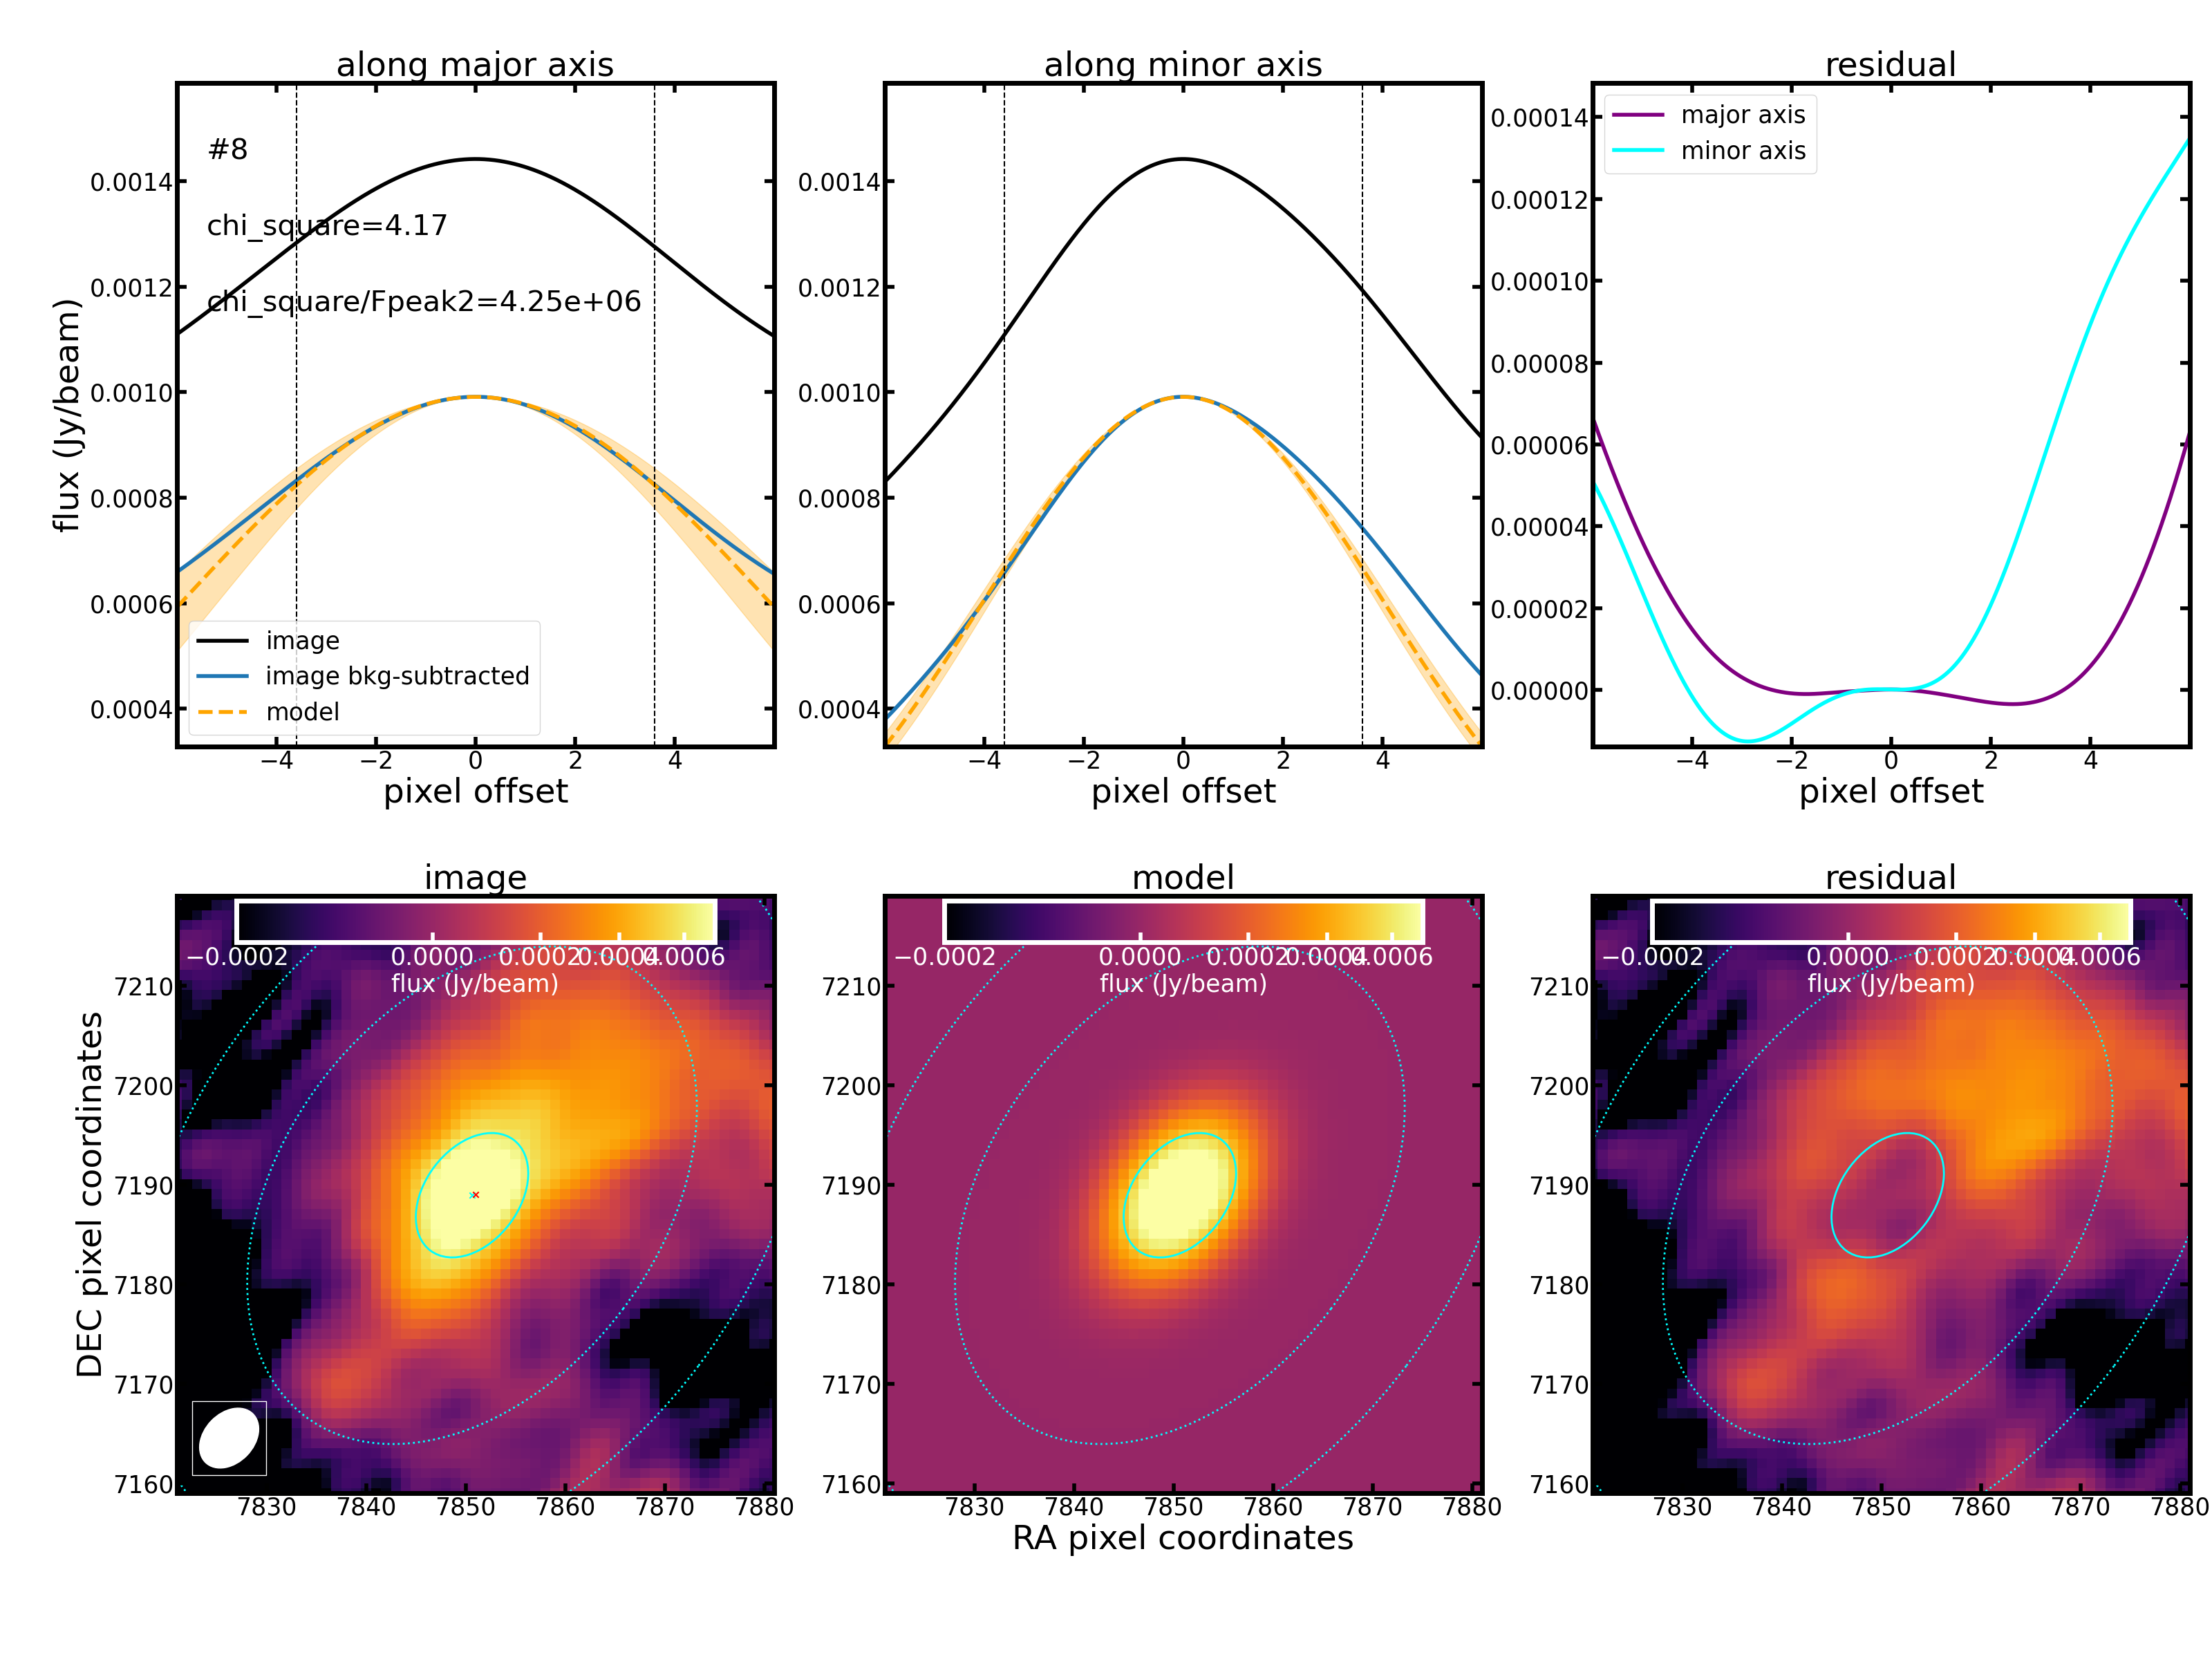 along major axis
along minor axis
residual
#8
chi_square=4.17
chi_square/Fpeak2=4.25e+06
0.0014
0.0012
0.0010
0.0008
0.0006
0.0004
flux (Jy/beam)
image
image bkg-subtracted
model
−4 −2 0 2 4
pixel offset
0.0014
0.0012
0.0010
0.0008
0.0006
0.0004
−4 −2 0 2 4
pixel offset
major axis
minor axis
0.00014
0.00012
0.00010
0.00008
0.00006
0.00004
0.00002
0.00000
−4 −2 0 2 4
pixel offset
image
model
residual
−0.0002 0.0000 0.0002 0.0004 0.0006
flux (Jy/beam)
7210
7200
7190
7180
7170
7160
DEC pixel coordinates
7830 7840 7850 7860 7870 7880
−0.0002 0.0000 0.0002 0.0004 0.0006
flux (Jy/beam)
7210
7200
7190
7180
7170
7160
7830 7840 7850 7860 7870 7880
RA pixel coordinates
−0.0002 0.0000 0.0002 0.0004 0.0006
flux (Jy/beam)
7210
7200
7190
7180
7170
7160
7830 7840 7850 7860 7870 7880